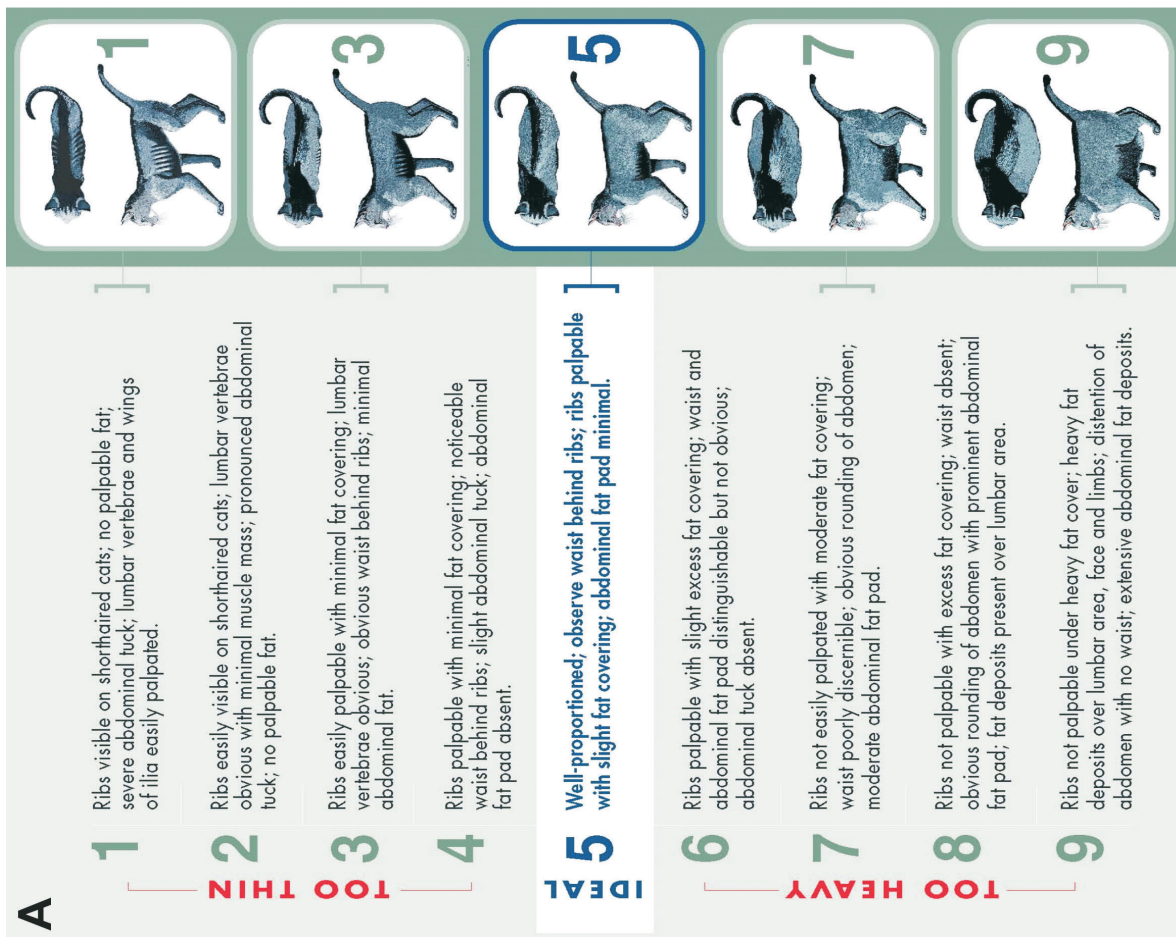 A
TOO THIN
1
Ribs visible on shorthaired cats; no palpable fat;
severe abdominal tuck; lumbar vertebrae and wings
of illia easily palpated.
2
Ribs easily visible on shorthaired cats; lumbar vertebrae
obvious with minimal muscle mass; pronounced abdominal
tuck; no palpable fat.
3
Ribs easily palpable with minimal fat covering; lumbar
vertebrae obvious; obvious waist behind ribs; minimal
abdominal fat.
4
Ribs palpable with minimal fat covering; noticeable
waist behind ribs; slight abdominal tuck; abdominal
fat pad absent.
IDEAL
5
Well-proportioned; observe waist behind ribs; ribs palpable
with slight fat covering; abdominal fat pad minimal.
TOO HEAVY
6
Ribs palpable with slight excess fat covering; waist and
abdominal fat pad distinguishable but not obvious;
abdominal tuck absent.
7
Ribs not easily palpated with moderate fat covering;
waist poorly discernible; obvious rounding of abdomen;
moderate abdominal fat pad.
8
Ribs not palpable with excess fat covering; waist absent;
obvious rounding of abdomen with prominent abdominal
fat pad; fat deposits present over lumbar area.
9
Ribs not palpable under heavy fat cover; heavy fat
deposits over lumbar area, face and limbs; distention of
abdomen with no waist; extensive abdominal fat deposits.
1
3
5
7
9